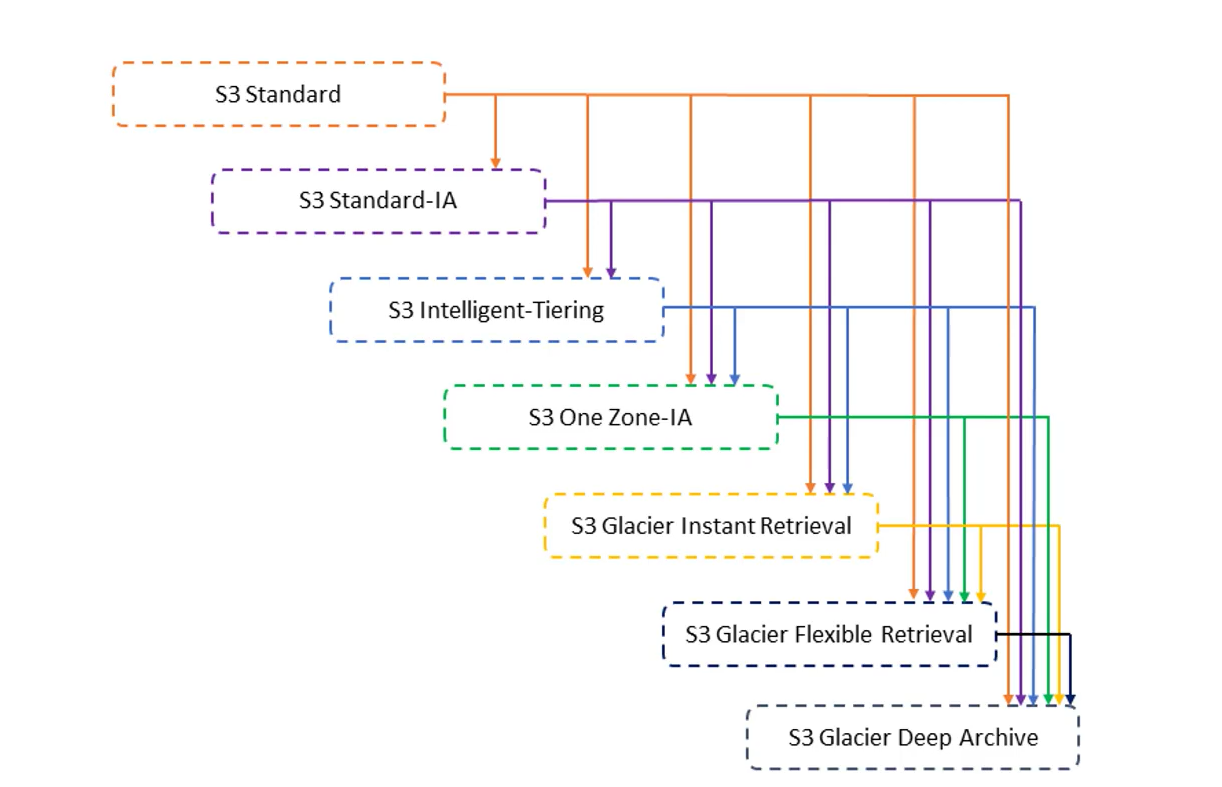 S3 Standard
S3 Standard-IA
S3 Intelligent-Tiering
S3 One Zone-IA
S3 Glacier Instant Retrieval
S3 Glacier Flexible Retrieval
S3 Glacier Deep Archive